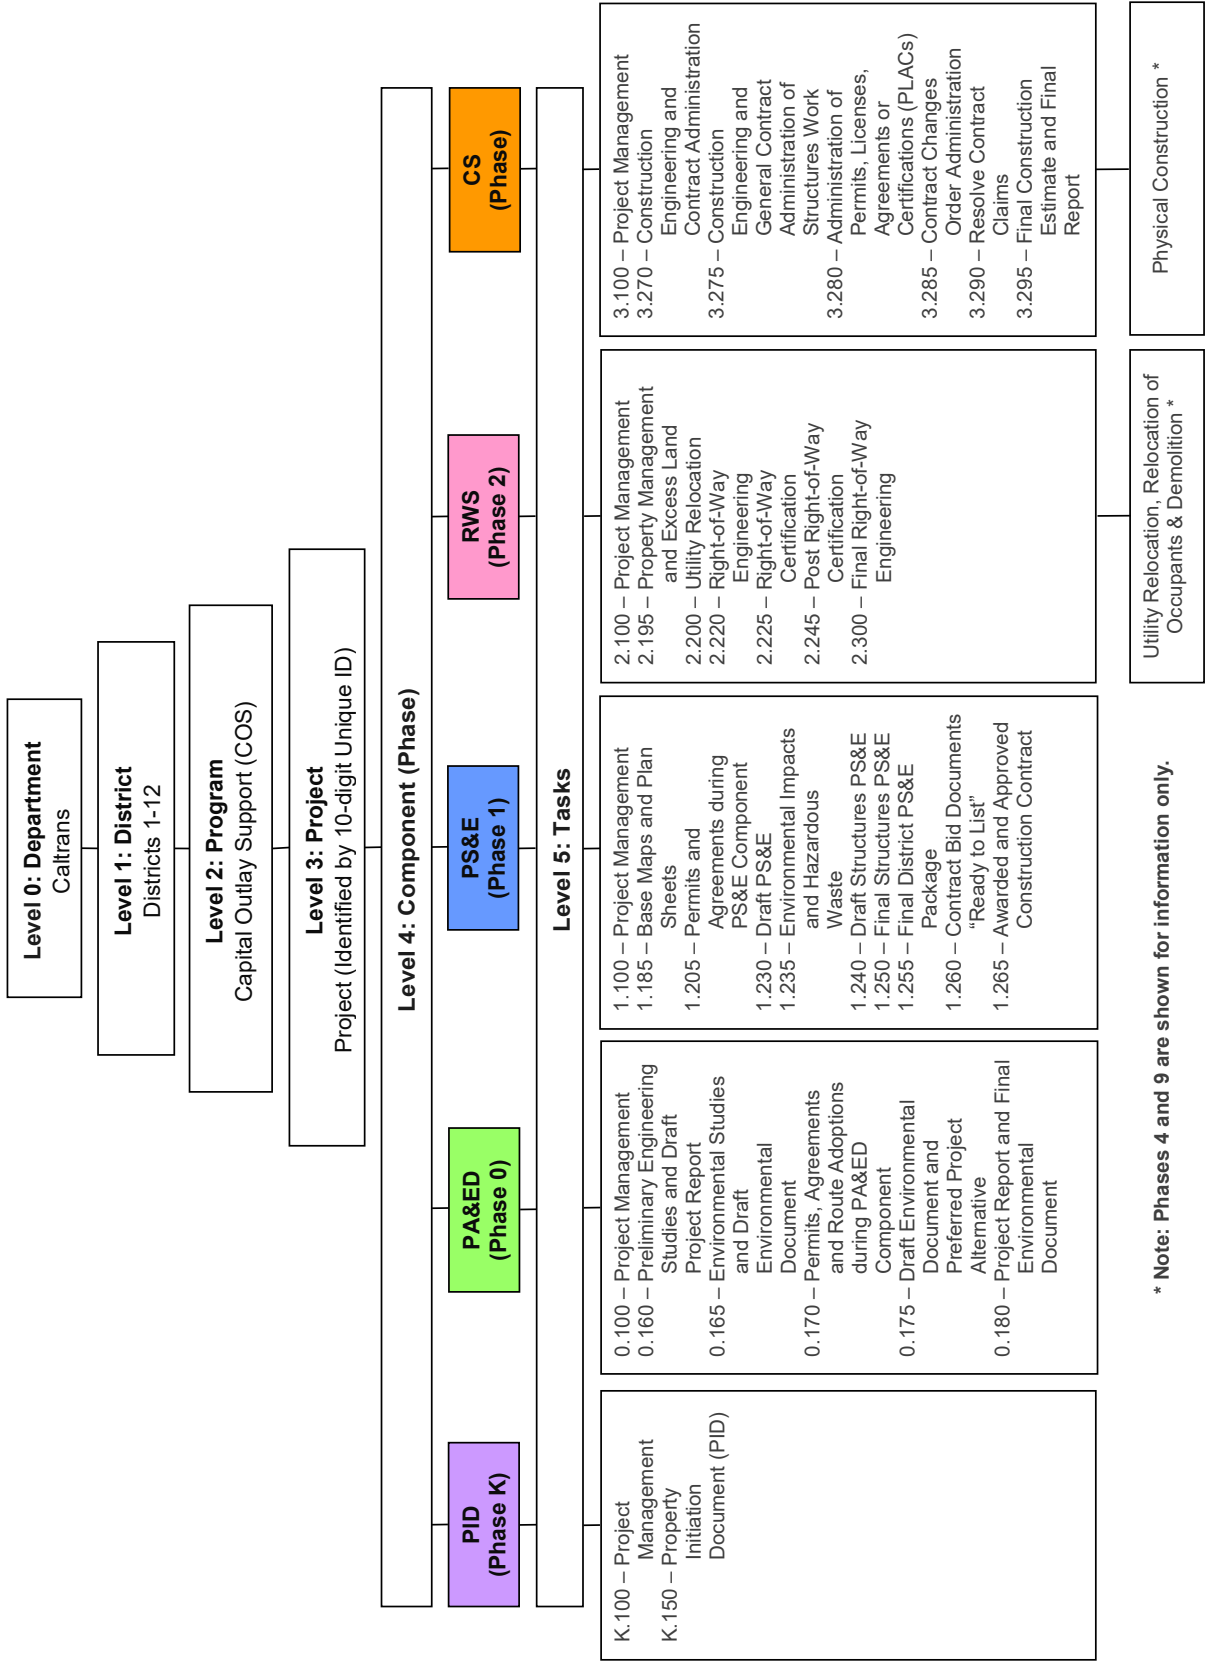 Level 0: Department
Caltrans
Level 1: District
Districts 1-12
Level 2: Program
Capital Outlay Support (COS)
Level 3: Project
Project (Identified by 10-digit Unique ID)
Level 4: Component (Phase)
PID
(Phase K)
PA&ED
(Phase 0)
PS&E
(Phase 1)
RWS
(Phase 2)
CS
(Phase)
Level 5: Tasks
K.100 – Project
Management
K.150 – Property
Initiation
Document (PID)
0.100 – Project Management
0.160 – Preliminary Engineering
Studies and Draft
Project Report
0.165 – Environmental Studies
and Draft
Environmental
Document
0.170 – Permits, Agreements
and Route Adoptions
during PA&ED
Component
0.175 – Draft Environmental
Document and
Preferred Project
Alternative
0.180 – Project Report and Final
Environmental
Document
1.100 – Project Management
1.185 – Base Maps and Plan
Sheets
1.205 – Permits and
Agreements during
PS&E Component
1.230 – Draft PS&E
1.235 – Environmental Impacts
and Hazardous
Waste
1.240 – Draft Structures PS&E
1.250 – Final Structures PS&E
1.255 – Final District PS&E
Package
1.260 – Contract Bid Documents
“Ready to List”
1.265 – Awarded and Approved
Construction Contract
2.100 – Project Management
2.195 – Property Management
and Excess Land
2.200 – Utility Relocation
2.220 – Right-of-Way
Engineering
2.225 – Right-of-Way
Certification
2.245 – Post Right-of-Way
Certification
2.300 – Final Right-of-Way
Engineering
3.100 – Project Management
3.270 – Construction
Engineering and
Contract Administration
3.275 – Construction
Engineering and
General Contract
Administration of
Structures Work
3.280 – Administration of
Permits, Licenses,
Agreements or
Certifications (PLACs)
3.285 – Contract Changes
Order Administration
3.290 – Resolve Contract
Claims
3.295 – Final Construction
Estimate and Final
Report
Utility Relocation, Relocation of
Occupants & Demolition *
Physical Construction *
* Note: Phases 4 and 9 are shown for information only.